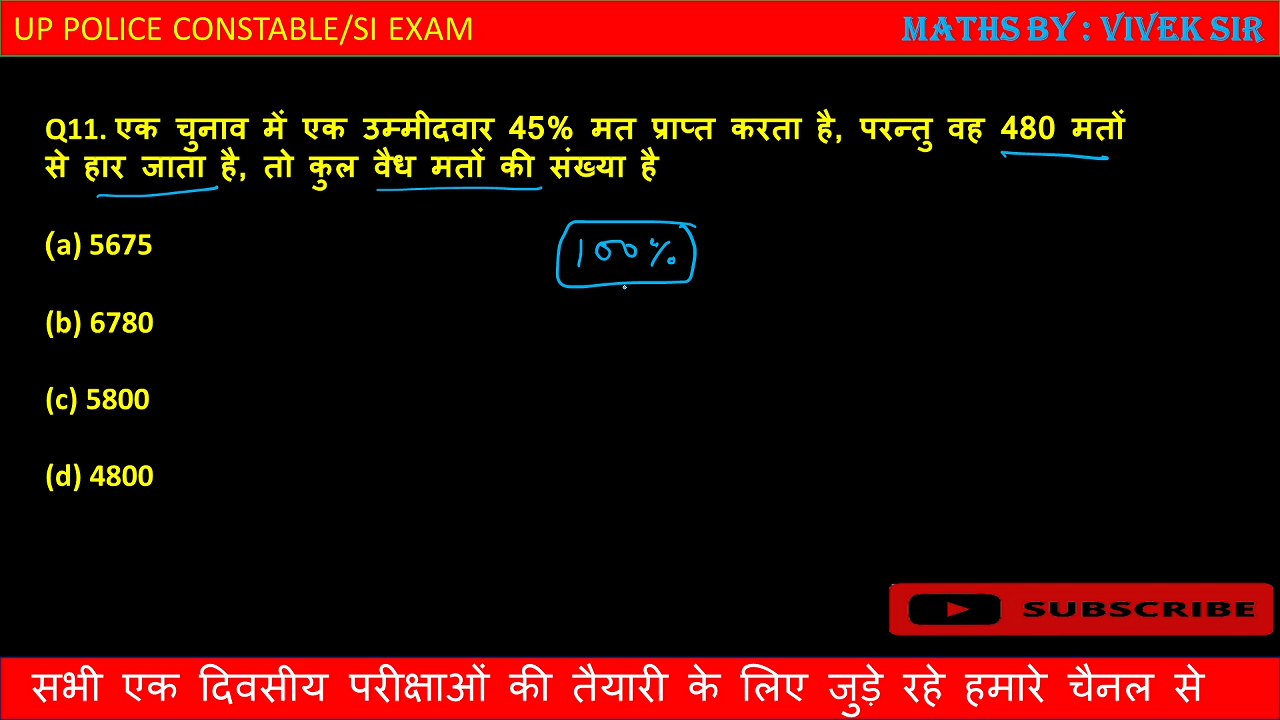 UP POLICE CONSTABLE/SI EXAM
MATHS BY : VIVEK SIR
Q11. एक चुनाव में एक उम्मीदवार 45% मत प्राप्त करता है, परन्तु वह 480 मतों
से हार जाता है, तो कुल वैध मतों की संख्या है
(a) 5675
100%
(b) 6780
(c) 5800
(d) 4800
SUBSCRIBE
सभी एक दिवसीय परीक्षाओं की तैयारी के लिए जुड़े रहे हमारे चैनल से